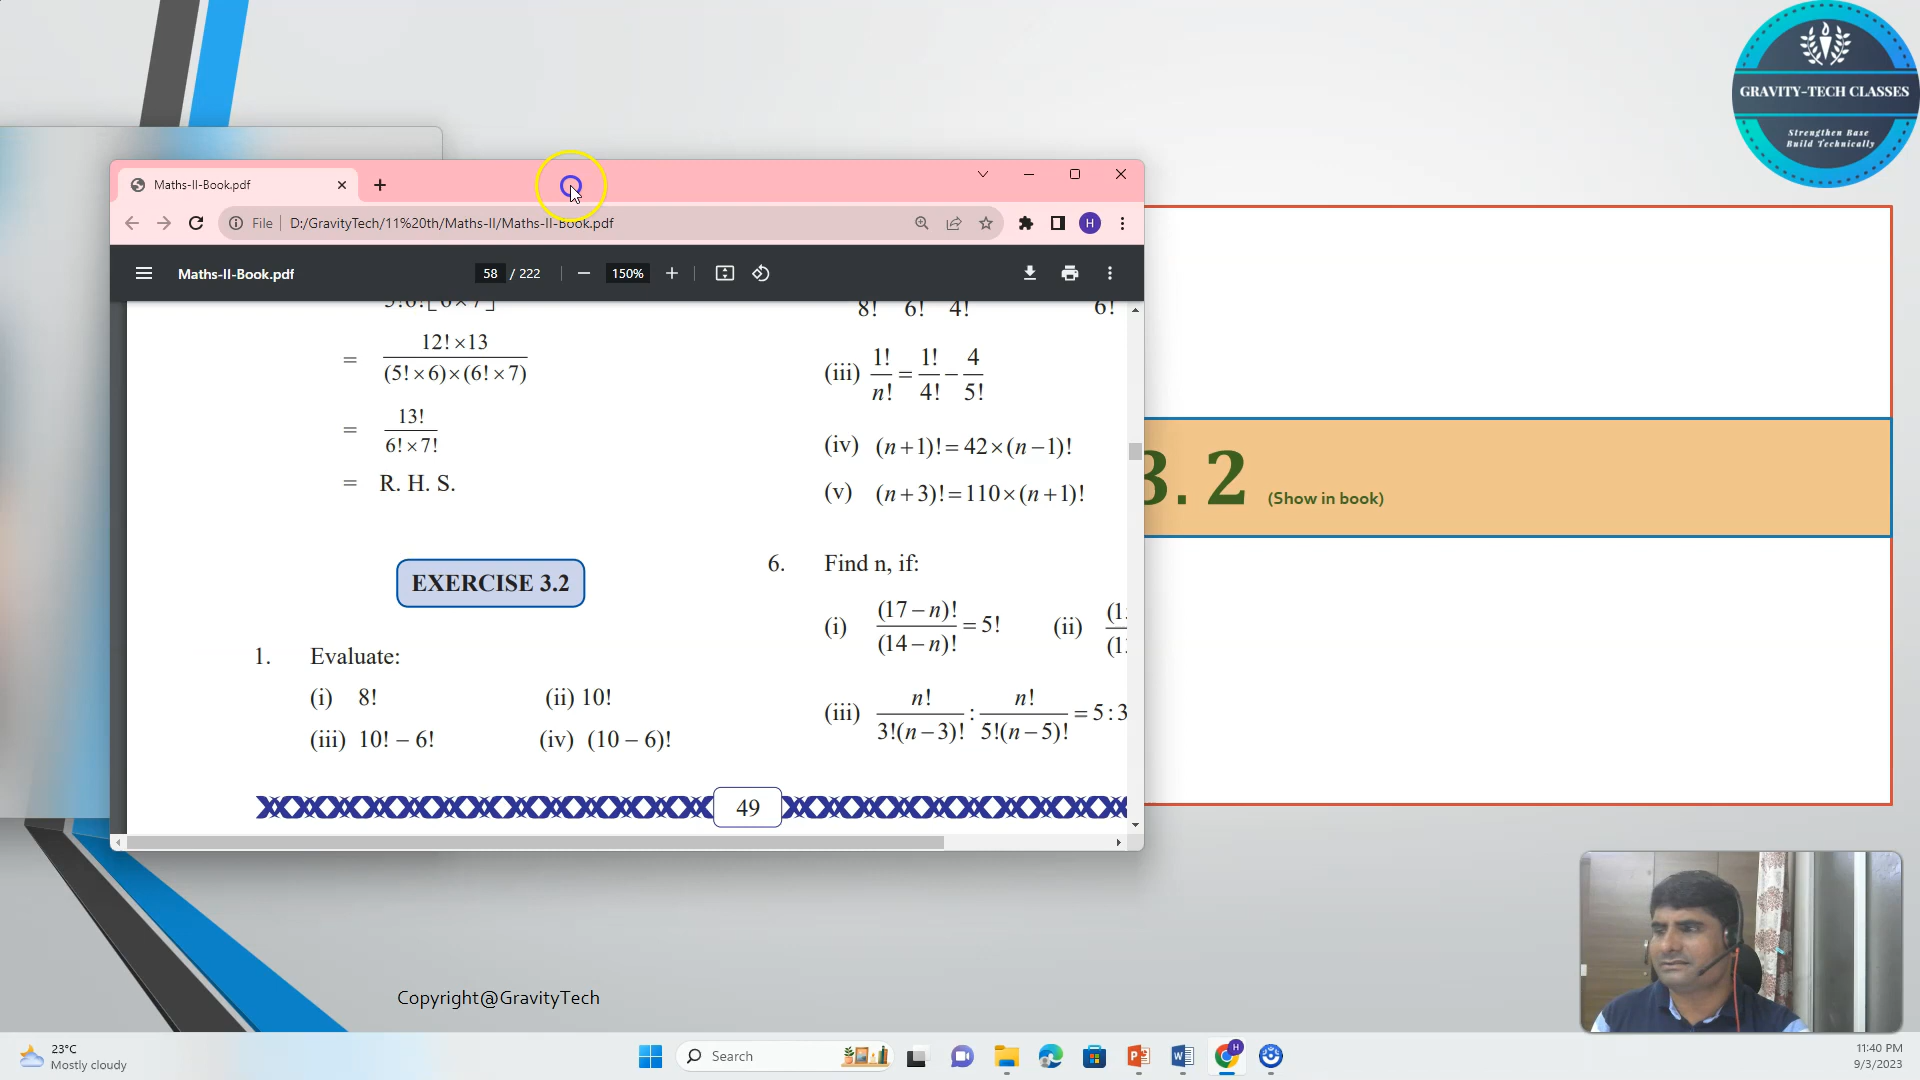 GRAVITY-TECH CLASSES
Strengthen Base
Build Technically
Maths-II-Book.pdf
File
D:/GravityTech/11%20th/Maths-II/Maths-II-Book.pdf
H
Maths-II-Book.pdf
58 / 222
150%
= 12! × 13 / (5! × 6) × (6! × 7)
= 13! / 6! × 7!
= R. H. S.
EXERCISE 3.2
1. Evaluate:
(i) 8! (ii) 10!
(iii) 10! – 6! (iv) (10 – 6)!
8! 6! 4! 6!
(iii) 1!/n! = 1!/4! − 4/5!
(iv) (n + 1)! = 42 × (n − 1)!
(v) (n + 3)! = 110 × (n + 1)!
6. Find n, if:
(i) (17 − n)! / (14 − n)! = 5! (ii)
(iii) n! / 3!(n − 3)! : n! / 5!(n − 5)! = 5 : 3
49
3.2 (Show in book)
Copyright@GravityTech
23°C
Mostly cloudy
Search
H
11:40 PM
9/3/2023